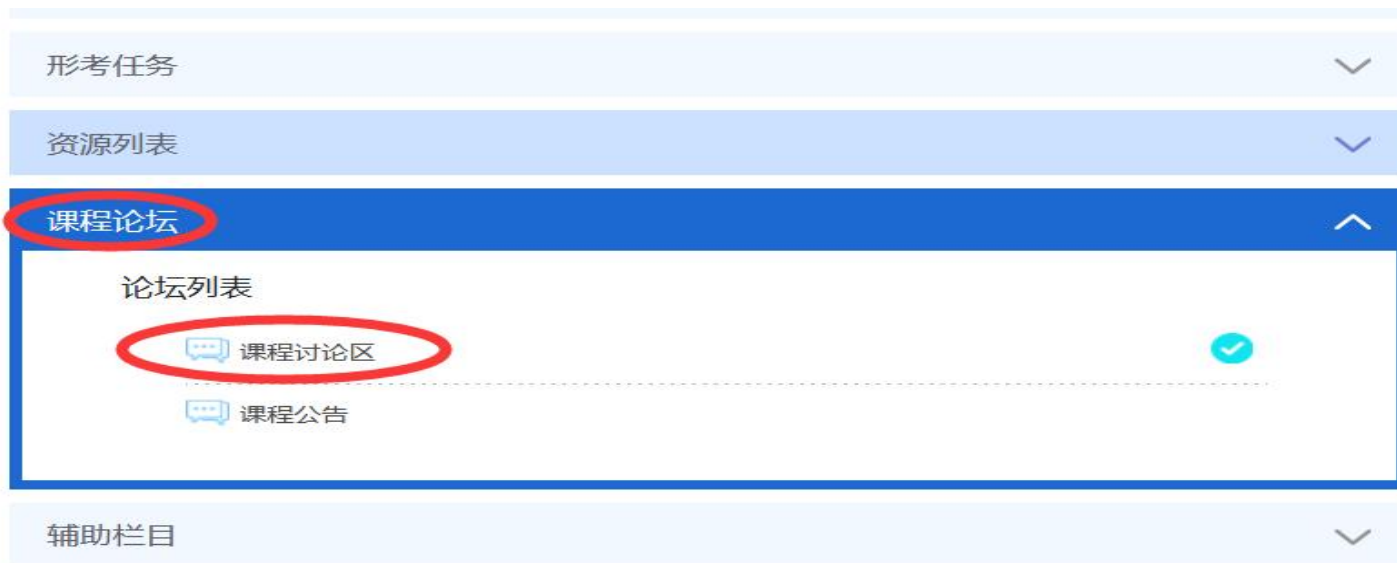 形考任务
资源列表
课程论坛
论坛列表
课程讨论区
课程公告
辅助栏目